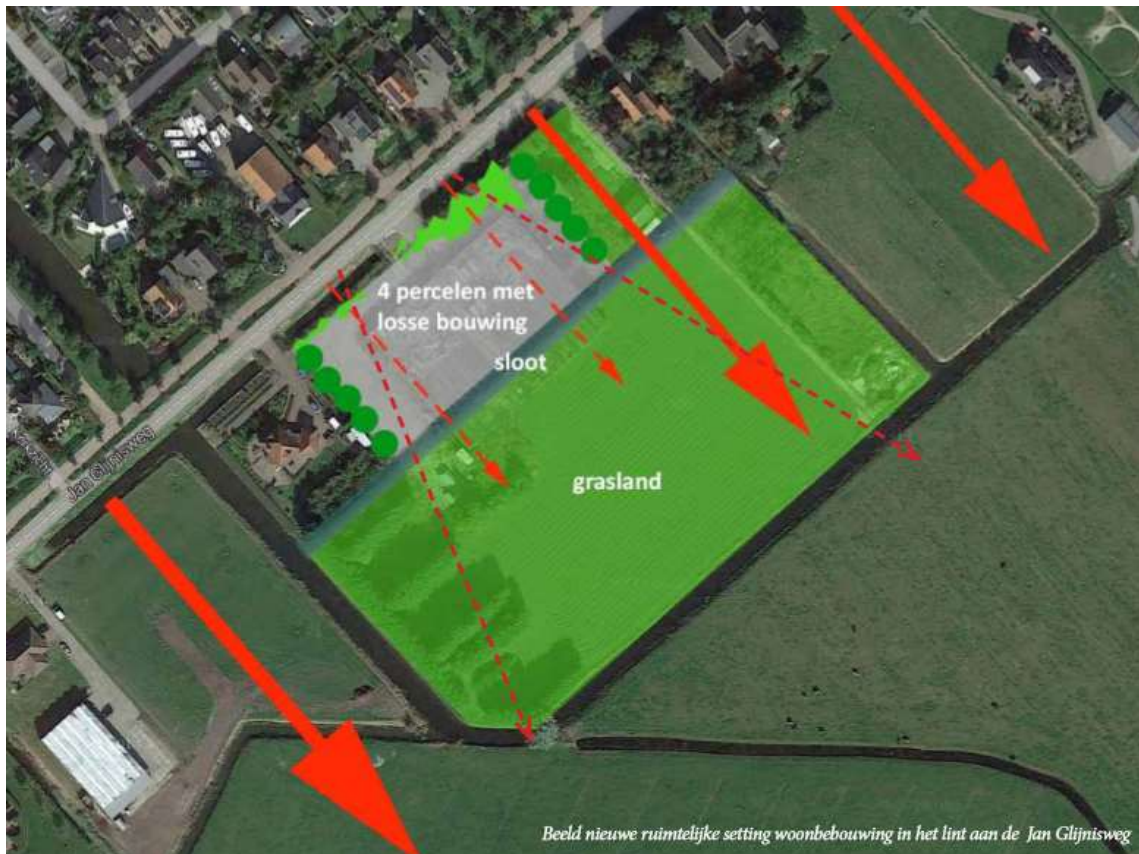 4 percelen met
losse bouwing
sloot
grasland
Jan Glijnisweg
Beeld nieuwe ruimtelijke setting woonbebouwing in het lint aan de Jan Glijnisweg